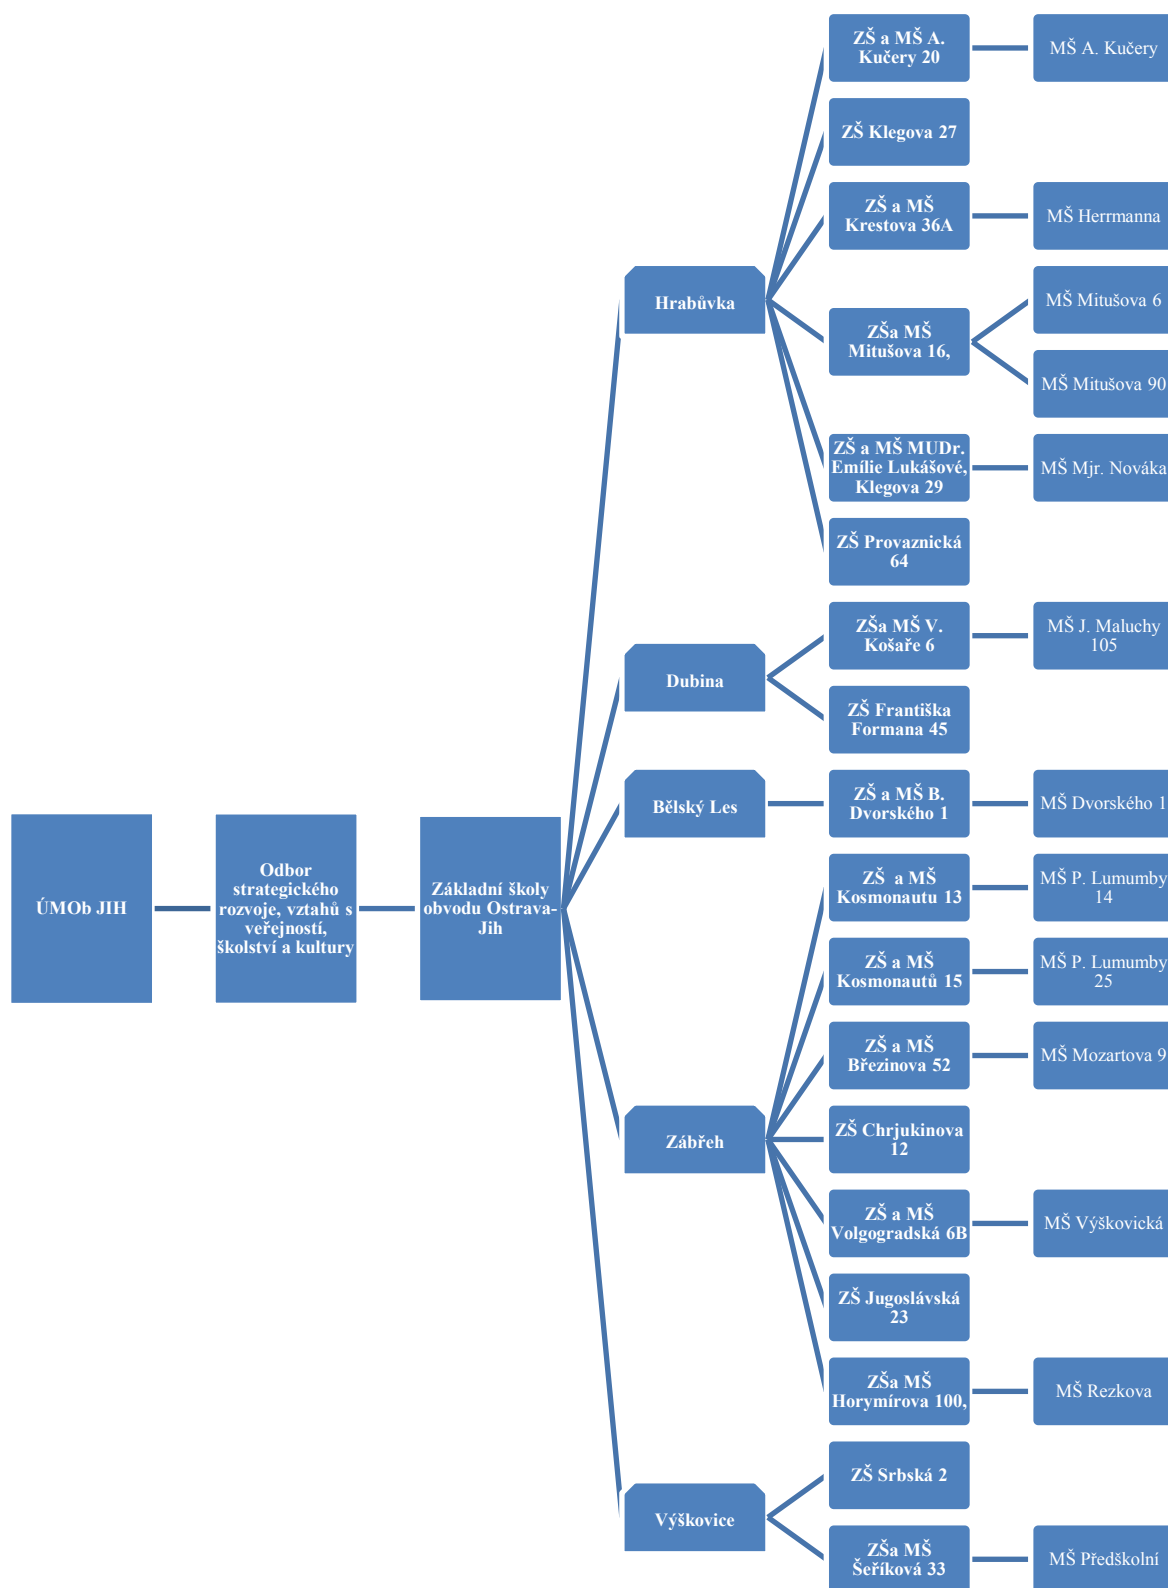 ÚMOb JIH
Odbor
strategického
rozvoje, vztahů s
veřejností,
školství a kultury
Základní školy
obvodu Ostrava-
Jih
Hrabůvka
ZŠ a MŠ A.
Kučery 20
MŠ A. Kučery
ZŠ Klegova 27
ZŠ a MŠ
Krestova 36A
MŠ Herrmanna
ZŠa MŠ
Mitušova 16,
MŠ Mitušova 6
MŠ Mitušova 90
ZŠ a MŠ MUDr.
Emílie Lukášové,
Klegova 29
MŠ Mjr. Nováka
ZŠ Provaznická
64
Dubina
ZŠa MŠ V.
Košaře 6
MŠ J. Maluchy
105
ZŠ Františka
Formana 45
Bělský Les
ZŠ a MŠ B.
Dvorského 1
MŠ Dvorského 1
Zábřeh
ZŠ  a MŠ
Kosmonautu 13
MŠ P. Lumumby
14
ZŠ a MŠ
Kosmonautů 15
MŠ P. Lumumby
25
ZŠ a MŠ
Březinova 52
MŠ Mozartova 9
ZŠ Chrjukinova
12
ZŠ a MŠ
Volgogradská 6B
MŠ Výškovická
ZŠ Jugoslávská
23
ZŠa MŠ
Horymírova 100,
MŠ Rezkova
Výškovice
ZŠ Srbská 2
ZŠa MŠ
Šeříková 33
MŠ Předškolní